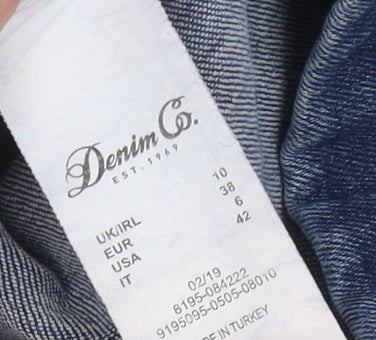 Denim Co.
EST. 1969
UK/IRL 10
EUR 38
USA 6
IT 42
02/19
8195-084222
9195095-0505-08010
IN TURKEY